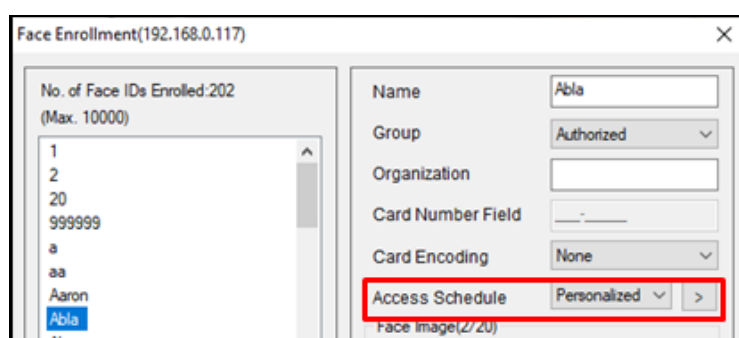 Face Enrollment(192.168.0.117)
No. of Face IDs Enrolled:202
(Max. 10000)
1
2
20
999999
a
aa
Aaron
Abla
Name
Abla
Group
Authorized
Organization
Card Number Field
___-_____
Card Encoding
None
Access Schedule
Personalized
>
Face Image(2/20)